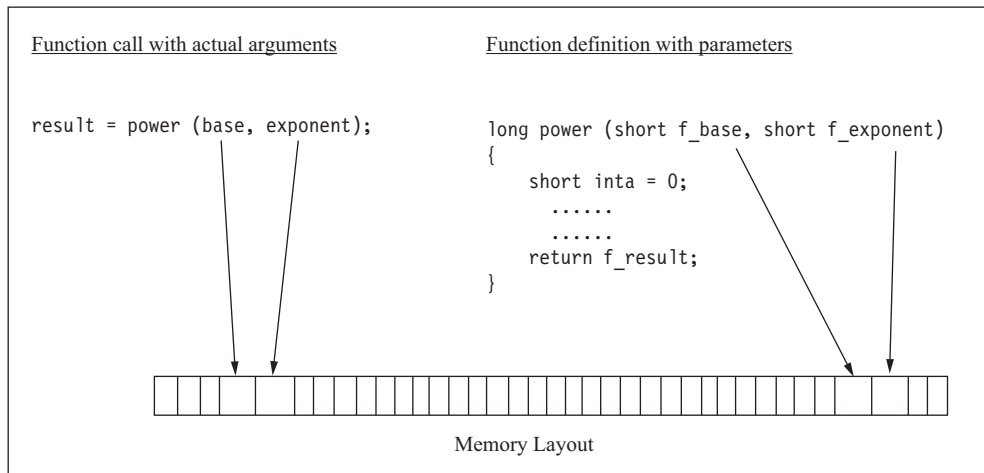 Function call with actual arguments
result = power (base, exponent);
Function definition with parameters
long power (short f_base, short f_exponent)
{
short inta = 0;
......
......
return f_result;
}
Memory Layout